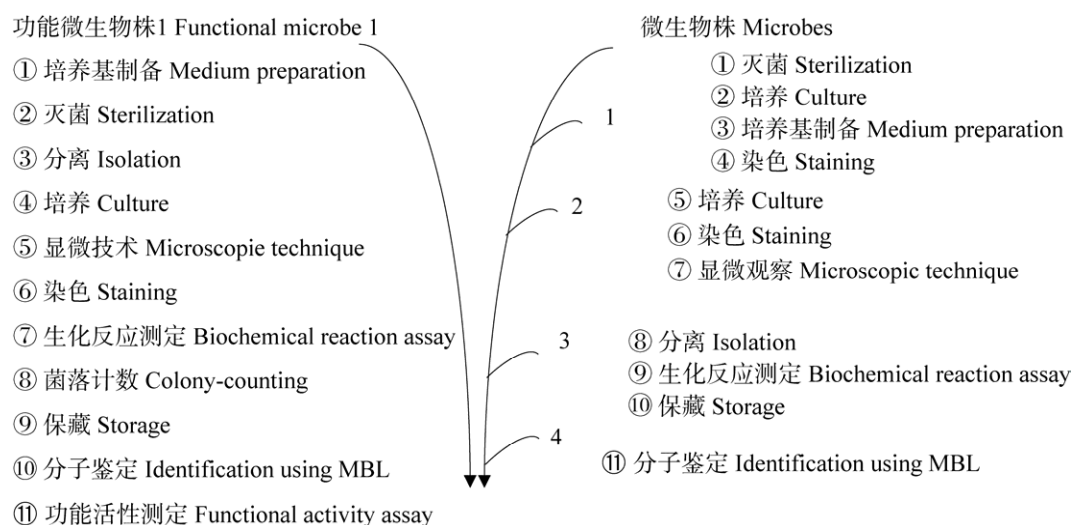 功能微生物株1 Functional microbe 1
① 培养基制备 Medium preparation
② 灭菌 Sterilization
③ 分离 Isolation
④ 培养 Culture
⑤ 显微技术 Microscopie technique
⑥ 染色 Staining
⑦ 生化反应测定 Biochemical reaction assay
⑧ 菌落计数 Colony-counting
⑨ 保藏 Storage
⑩ 分子鉴定 Identification using MBL
⑪ 功能活性测定 Functional activity assay
1
2
3
4
微生物株 Microbes
① 灭菌 Sterilization
② 培养 Culture
③ 培养基制备 Medium preparation
④ 染色 Staining
⑤ 培养 Culture
⑥ 染色 Staining
⑦ 显微观察 Microscopic technique
⑧ 分离 Isolation
⑨ 生化反应测定 Biochemical reaction assay
⑩ 保藏 Storage
⑪ 分子鉴定 Identification using MBL